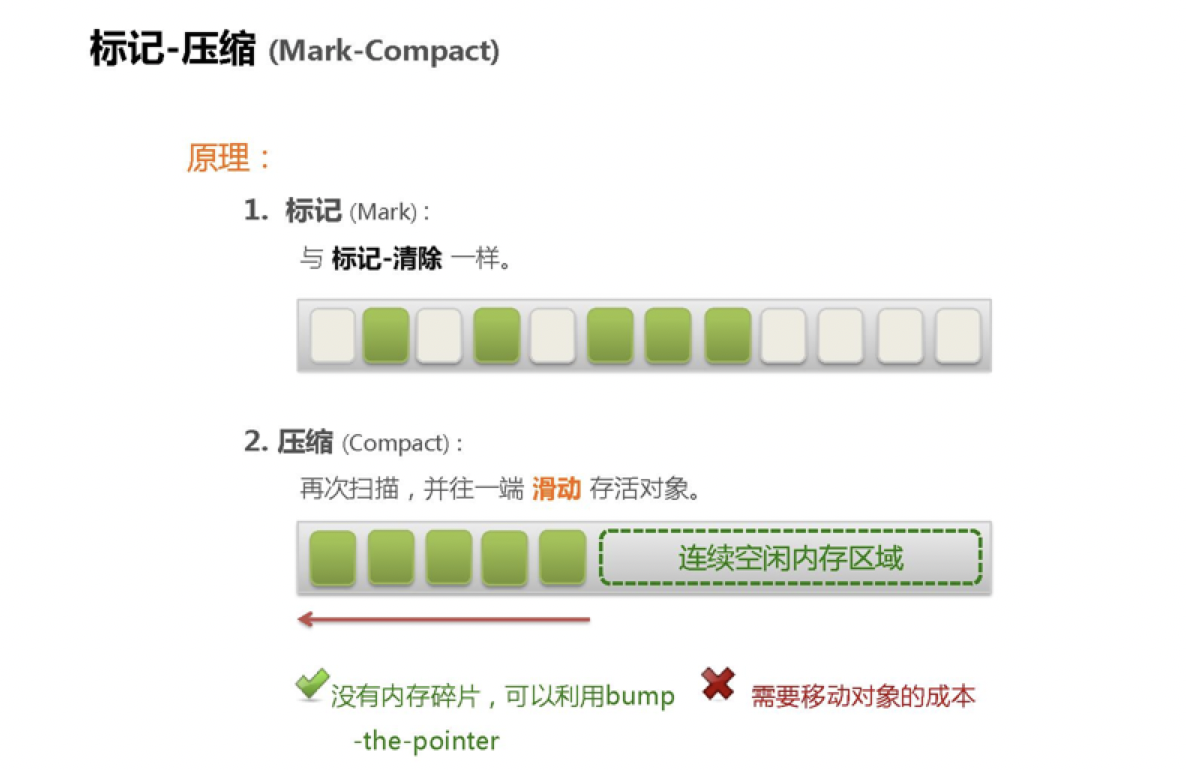 标记-压缩 (Mark-Compact)
原理：
1. 标记 (Mark) :
与 标记-清除 一样。
2. 压缩 (Compact) :
再次扫描，并往一端 滑动 存活对象。
连续空闲内存区域
没有内存碎片，可以利用bump
-the-pointer
需要移动对象的成本